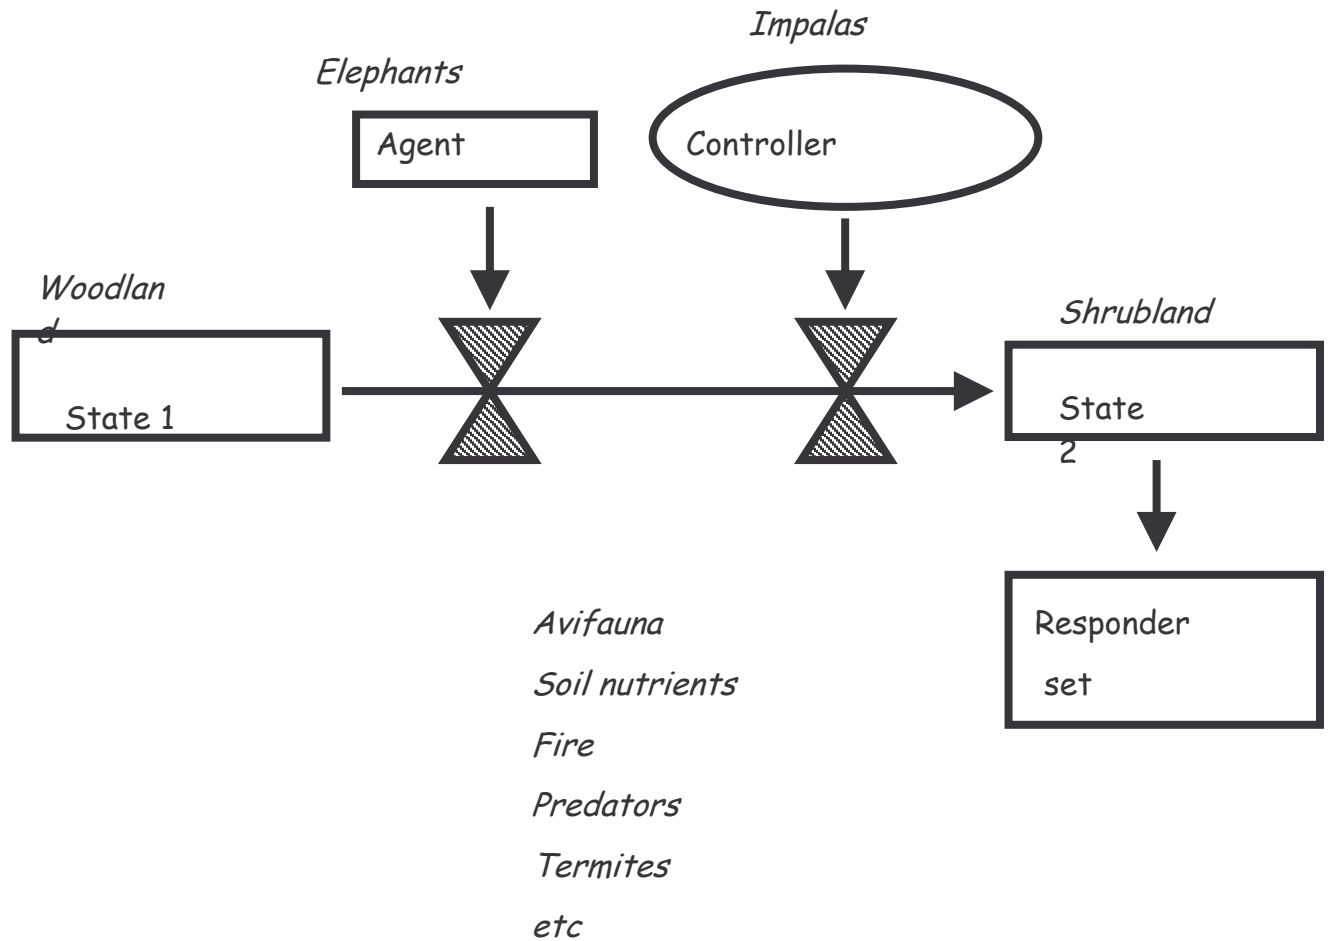 Impalas
Elephants
Agent
Controller
Woodlan
d
State 1
Shrubland
State
2
Avifauna
Soil nutrients
Fire
Predators
Termites
etc
Responder
set